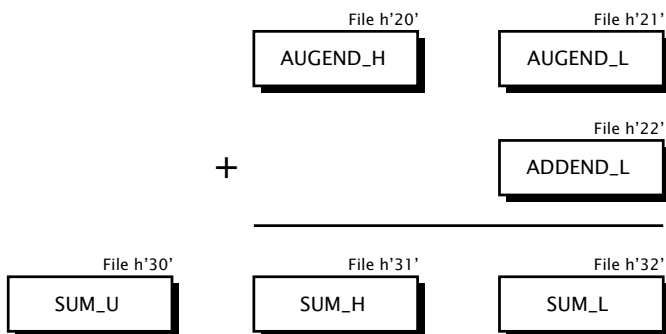 File h’20’ File h’21’
AUGEND_H AUGEND_L
File h’22’
+ ADDEND_L
File h’30’ File h’31’ File h’32’
SUM_U SUM_H SUM_L